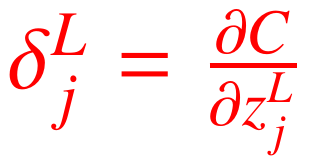 δ_j^L = ∂C/∂z_j^L